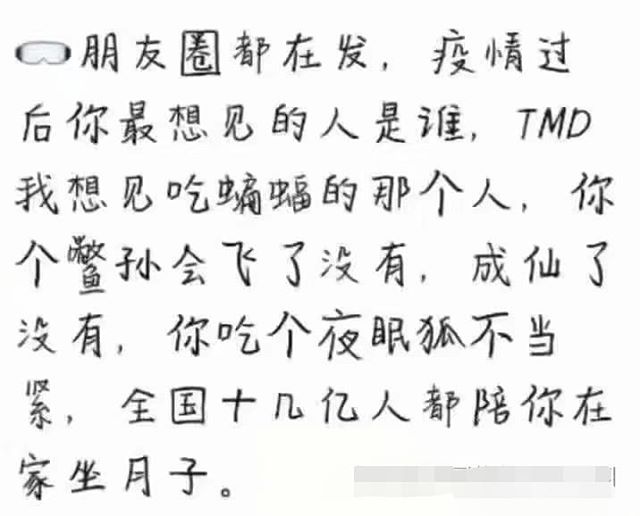 朋友圈都在发，疫情过
后你最想见的人是谁，TMD
我想见吃蝙蝠的那个人，你
个鳖孙会飞了没有，成仙了
没有，你吃个夜眠狐不当
紧，全国十几亿人都陪你在
家坐月子。